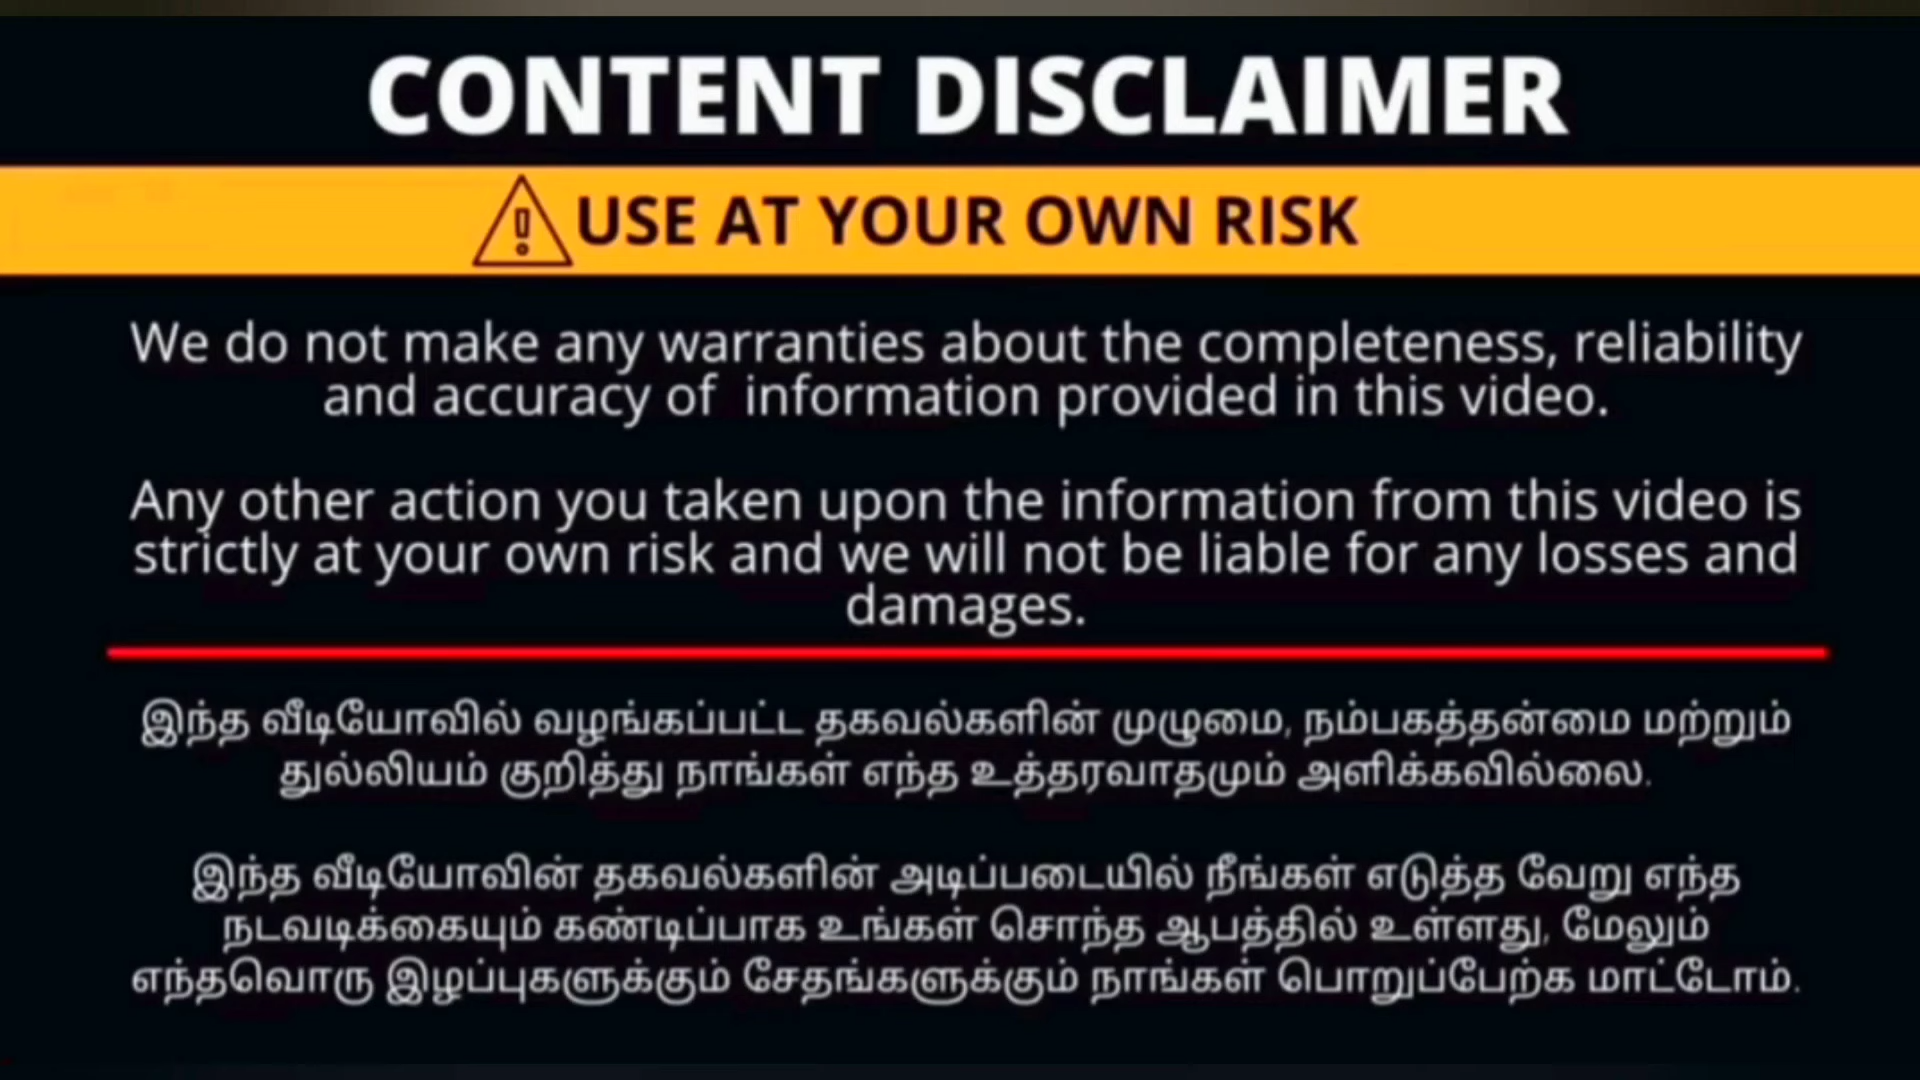 CONTENT DISCLAIMER
USE AT YOUR OWN RISK
We do not make any warranties about the completeness, reliability
and accuracy of information provided in this video.
Any other action you taken upon the information from this video is
strictly at your own risk and we will not be liable for any losses and
damages.
இந்த வீடியோவில் வழங்கப்பட்ட தகவல்களின் முழுமை, நம்பகத்தன்மை மற்றும்
துல்லியம் குறித்து நாங்கள் எந்த உத்தரவாதமும் அளிக்கவில்லை.
இந்த வீடியோவின் தகவல்களின் அடிப்படையில் நீங்கள் எடுத்த வேறு எந்த
நடவடிக்கையும் கண்டிப்பாக உங்கள் சொந்த ஆபத்தில் உள்ளது, மேலும்
எந்தவொரு இழப்புகளுக்கும் சேதங்களுக்கும் நாங்கள் பொறுப்பேற்க மாட்டோம்.